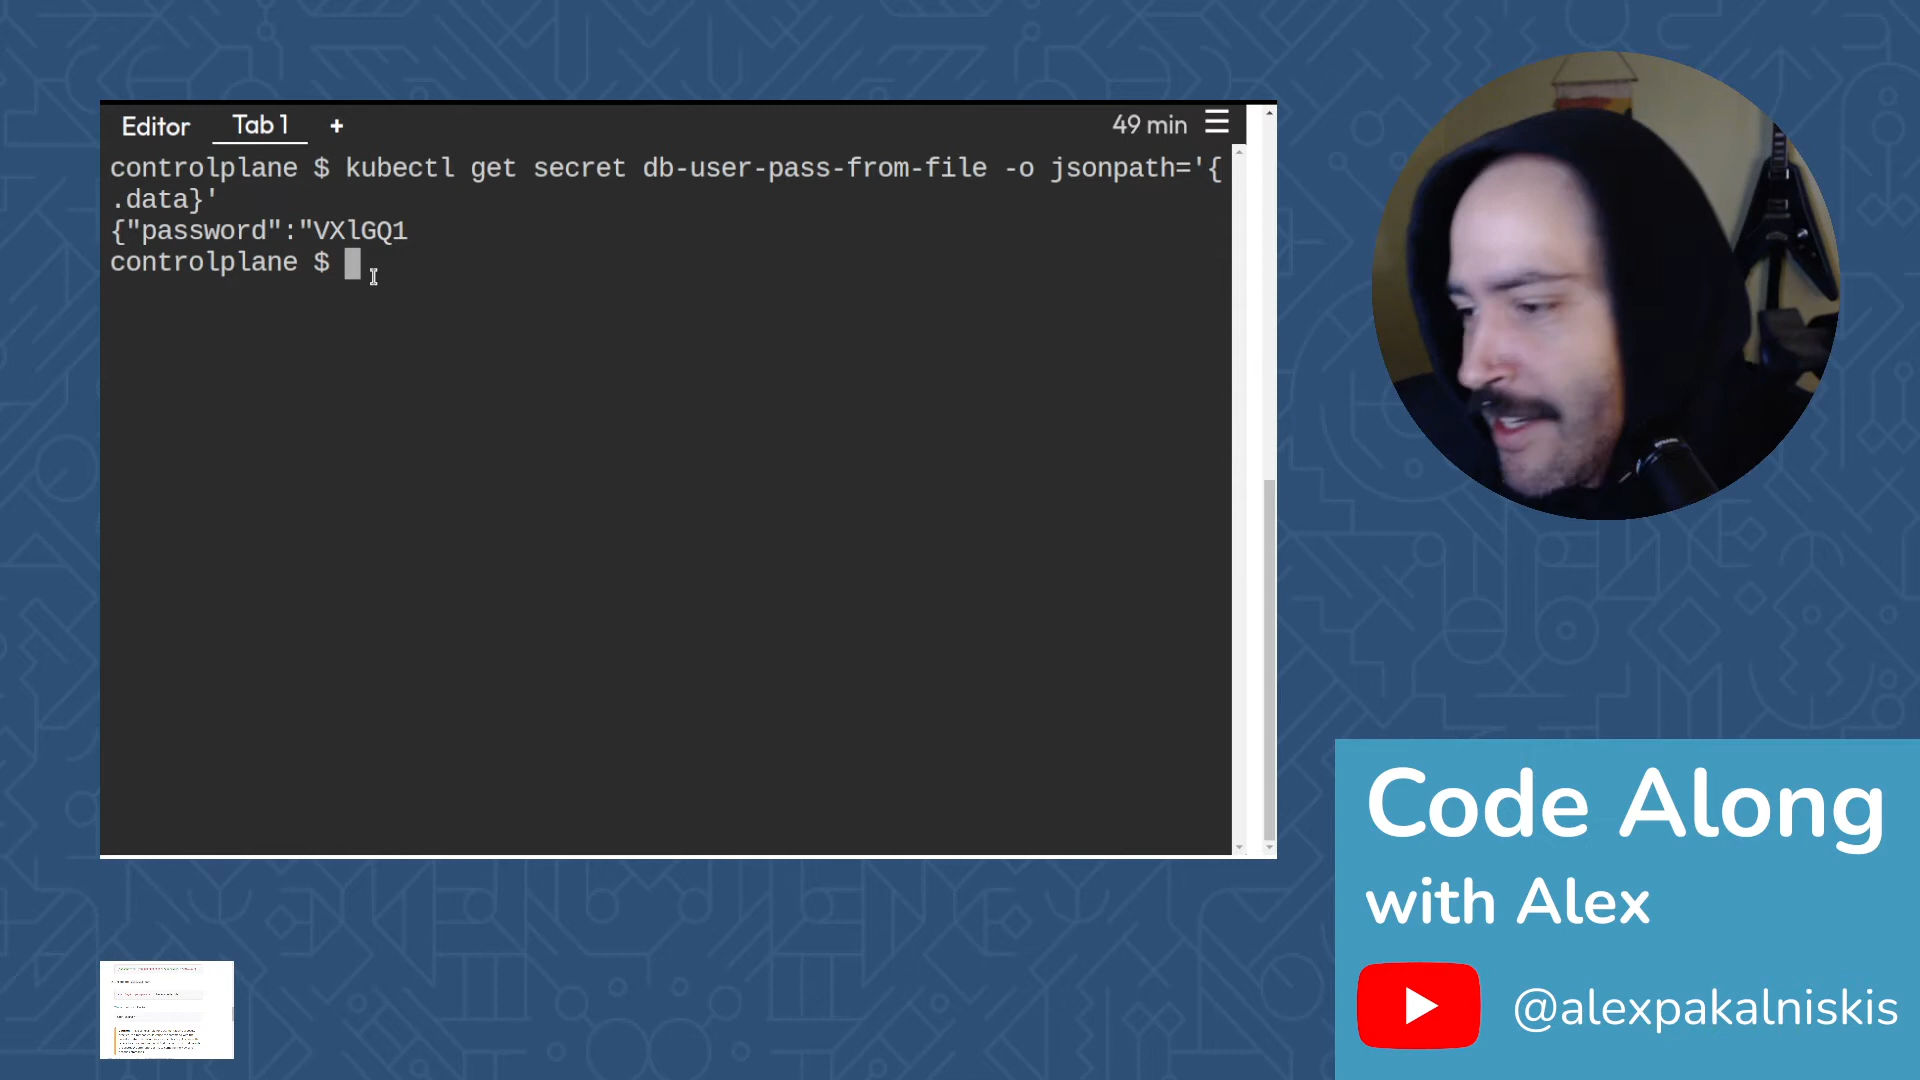 Editor Tab 1 + 49 min
controlplane $ kubectl get secret db-user-pass-from-file -o jsonpath='{
.data}'
{"password":"VXlGQ1
controlplane $
Code Along
with Alex
@alexpakalniskis